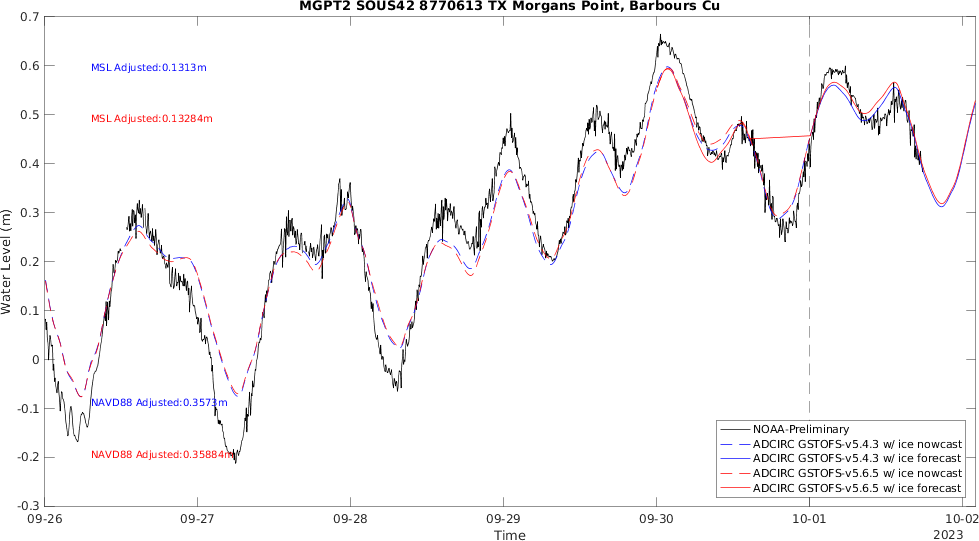 MGPT2 SOUS42 8770613 TX Morgans Point, Barbours Cu
0.7
0.6
0.5
0.4
0.3
0.2
0.1
0
-0.1
-0.2
-0.3
Water Level (m)
MSL Adjusted:0.1313m
MSL Adjusted:0.13284m
NAVD88 Adjusted:0.3573m
NAVD88 Adjusted:0.35884m
NOAA-Preliminary
ADCIRC GSTOFS-v5.4.3 w/ ice nowcast
ADCIRC GSTOFS-v5.4.3 w/ ice forecast
ADCIRC GSTOFS-v5.6.5 w/ ice nowcast
ADCIRC GSTOFS-v5.6.5 w/ ice forecast
09-26 09-27 09-28 09-29 09-30 10-01 10-02
Time
2023